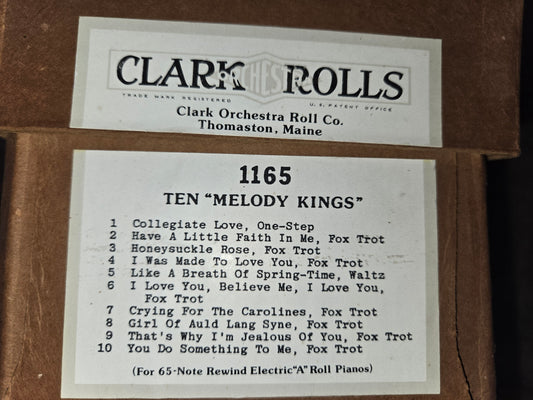 CLARK ORCHESTRA ROLLS
TRADE MARK REGISTERED U.S. PATENT OFFICE
Clark Orchestra Roll Co.
Thomaston, Maine
1165
TEN "MELODY KINGS"
1 Collegiate Love, One-Step
2 Have A Little Faith In Me, Fox Trot
3 Honeysuckle Rose, Fox Trot
4 I Was Made To Love You, Fox Trot
5 Like A Breath Of Spring-Time, Waltz
6 I Love You, Believe Me, I Love You,
Fox Trot
7 Crying For The Carolines, Fox Trot
8 Girl Of Auld Lang Syne, Fox Trot
9 That's Why I'm Jealous Of You, Fox Trot
10 You Do Something To Me, Fox Trot
(For 65-Note Rewind Electric "A" Roll Pianos)